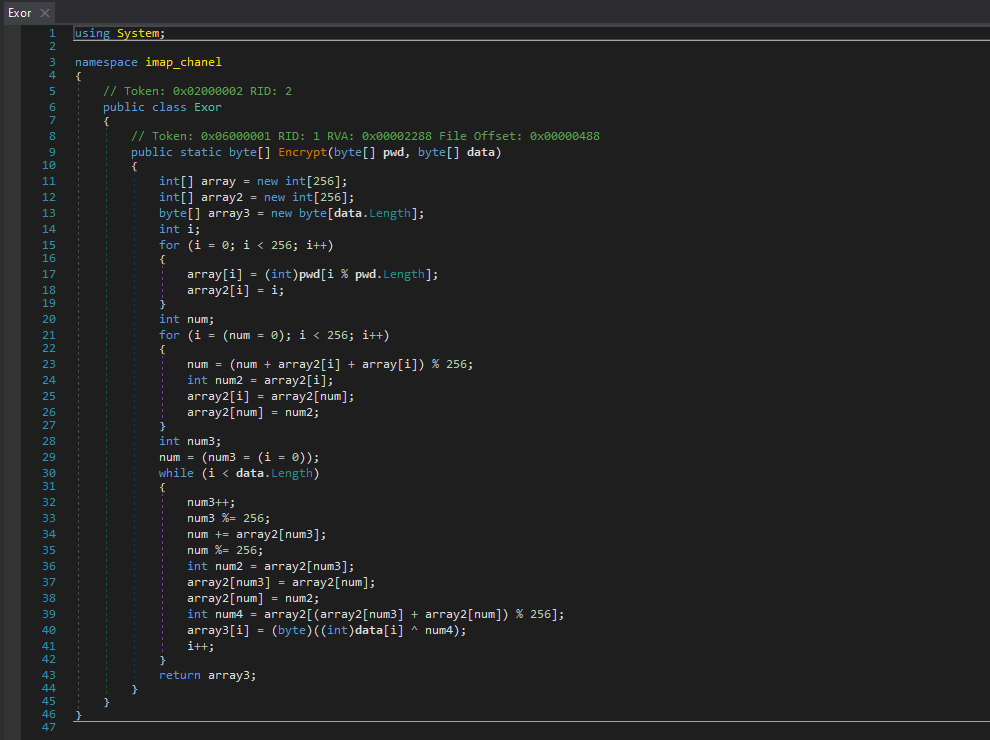 Exor ×
1 using System;
2
3 namespace imap_chanel
4 {
5 // Token: 0x02000002 RID: 2
6 public class Exor
7 {
8 // Token: 0x06000001 RID: 1 RVA: 0x00002288 File Offset: 0x00000488
9 public static byte[] Encrypt(byte[] pwd, byte[] data)
10 {
11 int[] array = new int[256];
12 int[] array2 = new int[256];
13 byte[] array3 = new byte[data.Length];
14 int i;
15 for (i = 0; i < 256; i++)
16 {
17 array[i] = (int)pwd[i % pwd.Length];
18 array2[i] = i;
19 }
20 int num;
21 for (i = (num = 0); i < 256; i++)
22 {
23 num = (num + array2[i] + array[i]) % 256;
24 int num2 = array2[i];
25 array2[i] = array2[num];
26 array2[num] = num2;
27 }
28 int num3;
29 num = (num3 = (i = 0));
30 while (i < data.Length)
31 {
32 num3++;
33 num3 %= 256;
34 num += array2[num3];
35 num %= 256;
36 int num2 = array2[num3];
37 array2[num3] = array2[num];
38 array2[num] = num2;
39 int num4 = array2[(array2[num3] + array2[num]) % 256];
40 array3[i] = (byte)((int)data[i] ^ num4);
41 i++;
42 }
43 return array3;
44 }
45 }
46 }
47